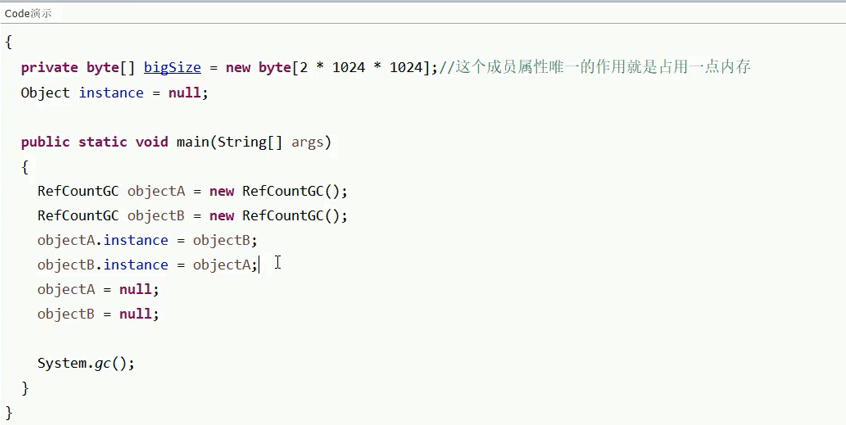 Code演示
{
private byte[] bigSize = new byte[2 * 1024 * 1024];//这个成员属性唯一的作用就是占用一点内存
Object instance = null;
public static void main(String[] args)
{
RefCountGC objectA = new RefCountGC();
RefCountGC objectB = new RefCountGC();
objectA.instance = objectB;
objectB.instance = objectA;
objectA = null;
objectB = null;
System.gc();
}
}